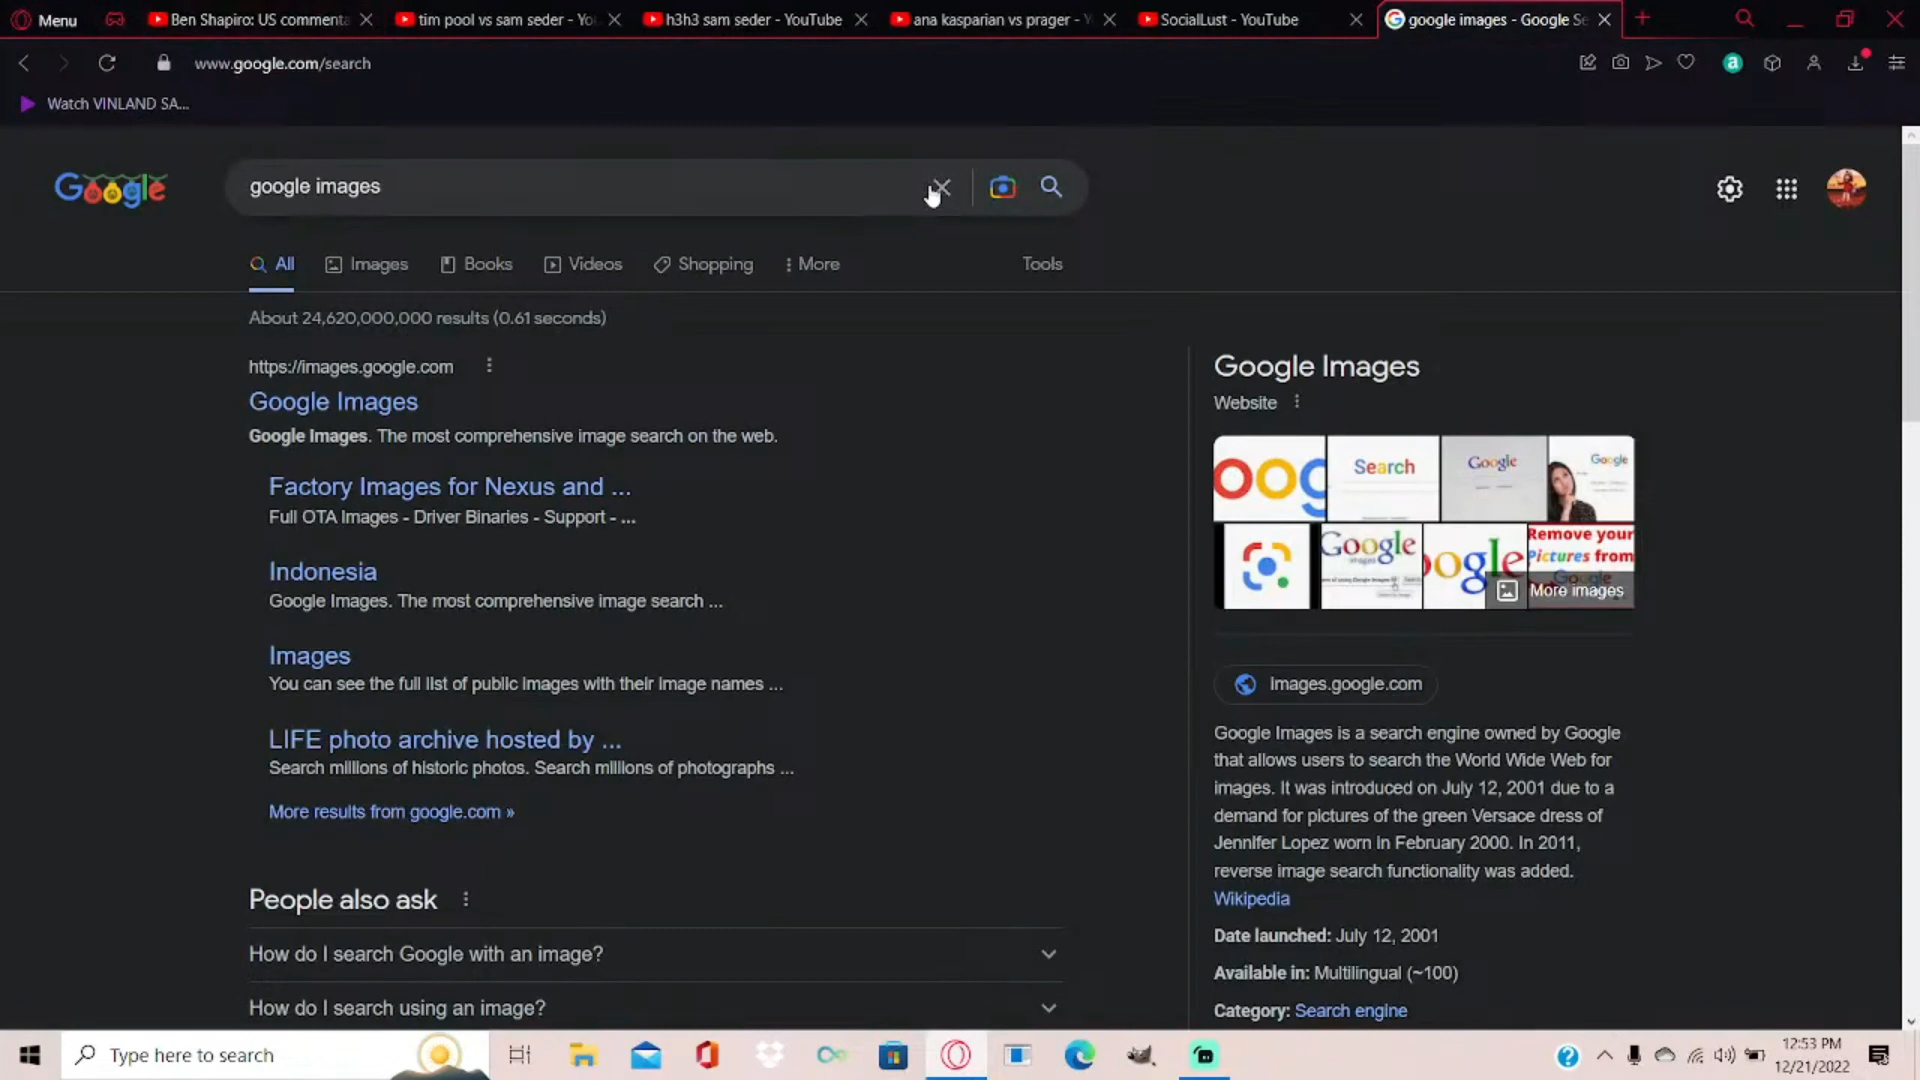 Menu
Ben Shapiro: US commenta
tim pool vs sam seder - Yo
h3h3 sam seder - YouTube
ana kasparian vs prager - Y
SocialLust - YouTube
google images - Google Se
www.google.com/search
Watch VINLAND SA...
Google
google images
All
Images
Books
Videos
Shopping
More
Tools
About 24,620,000,000 results (0.61 seconds)
https://images.google.com
Google Images
Google Images. The most comprehensive image search on the web.
Factory Images for Nexus and ...
Full OTA Images - Driver Binaries - Support - ...
Indonesia
Google Images. The most comprehensive image search ...
Images
You can see the full list of public images with their image names ...
LIFE photo archive hosted by ...
Search millions of historic photos. Search millions of photographs ...
More results from google.com »
People also ask
How do I search Google with an image?
How do I search using an image?
Google Images
Website
oog
Search
Google
Google
Google
images
oogle
Remove your
Pictures from
Google
More images
images.google.com
Google Images is a search engine owned by Google
that allows users to search the World Wide Web for
images. It was introduced on July 12, 2001 due to a
demand for pictures of the green Versace dress of
Jennifer Lopez worn in February 2000. In 2011,
reverse image search functionality was added.
Wikipedia
Date launched: July 12, 2001
Available in: Multilingual (~100)
Category: Search engine
Type here to search
12:53 PM
12/21/2022